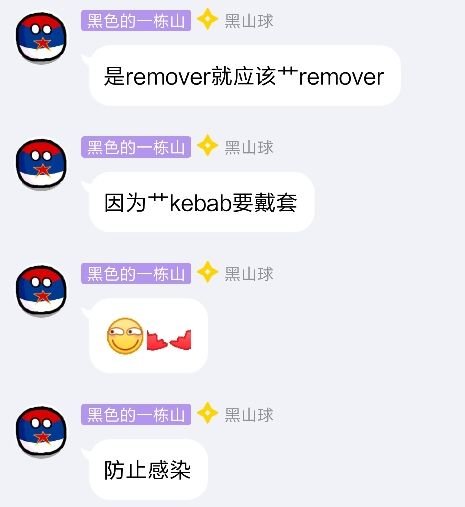 黑色的一栋山 黑山球
是remover就应该艹remover
黑色的一栋山 黑山球
因为艹kebab要戴套
黑色的一栋山 黑山球
黑色的一栋山 黑山球
防止感染